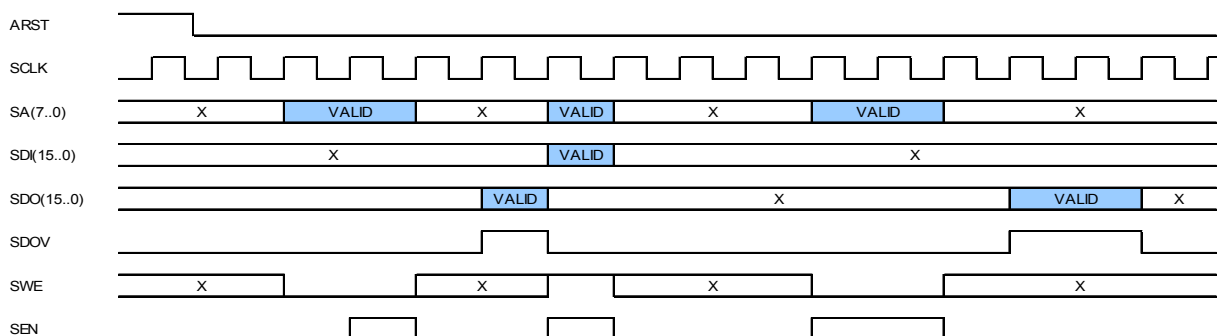 ARST
SCLK
SA(7..0) X VALID X VALID X VALID X
SDI(15..0) X VALID X
SDO(15..0) VALID X VALID X
SDOV
SWE X X X X
SEN